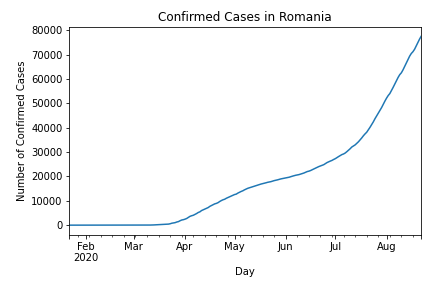 Confirmed Cases in Romania
Number of Confirmed Cases
80000
70000
60000
50000
40000
30000
20000
10000
0
Feb Mar Apr May Jun Jul Aug
2020
Day